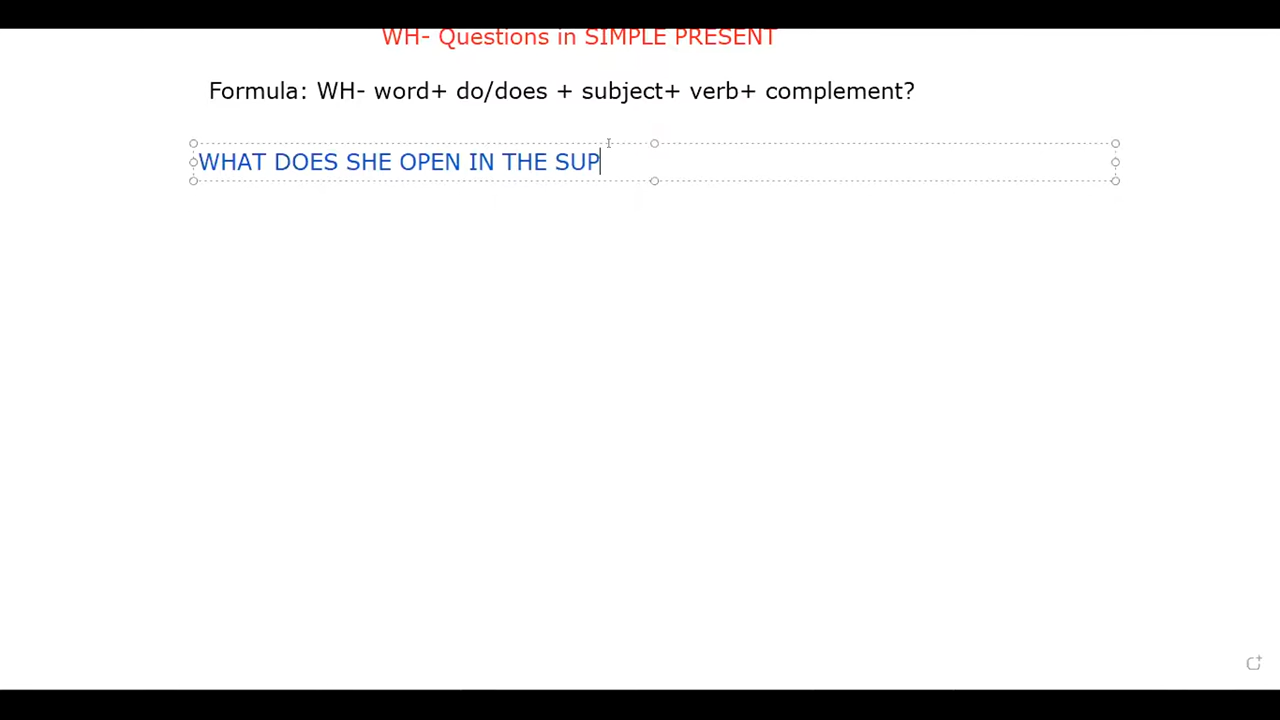 WH- Questions in SIMPLE PRESENT
Formula: WH- word+ do/does + subject+ verb+ complement?
WHAT DOES SHE OPEN IN THE SUP